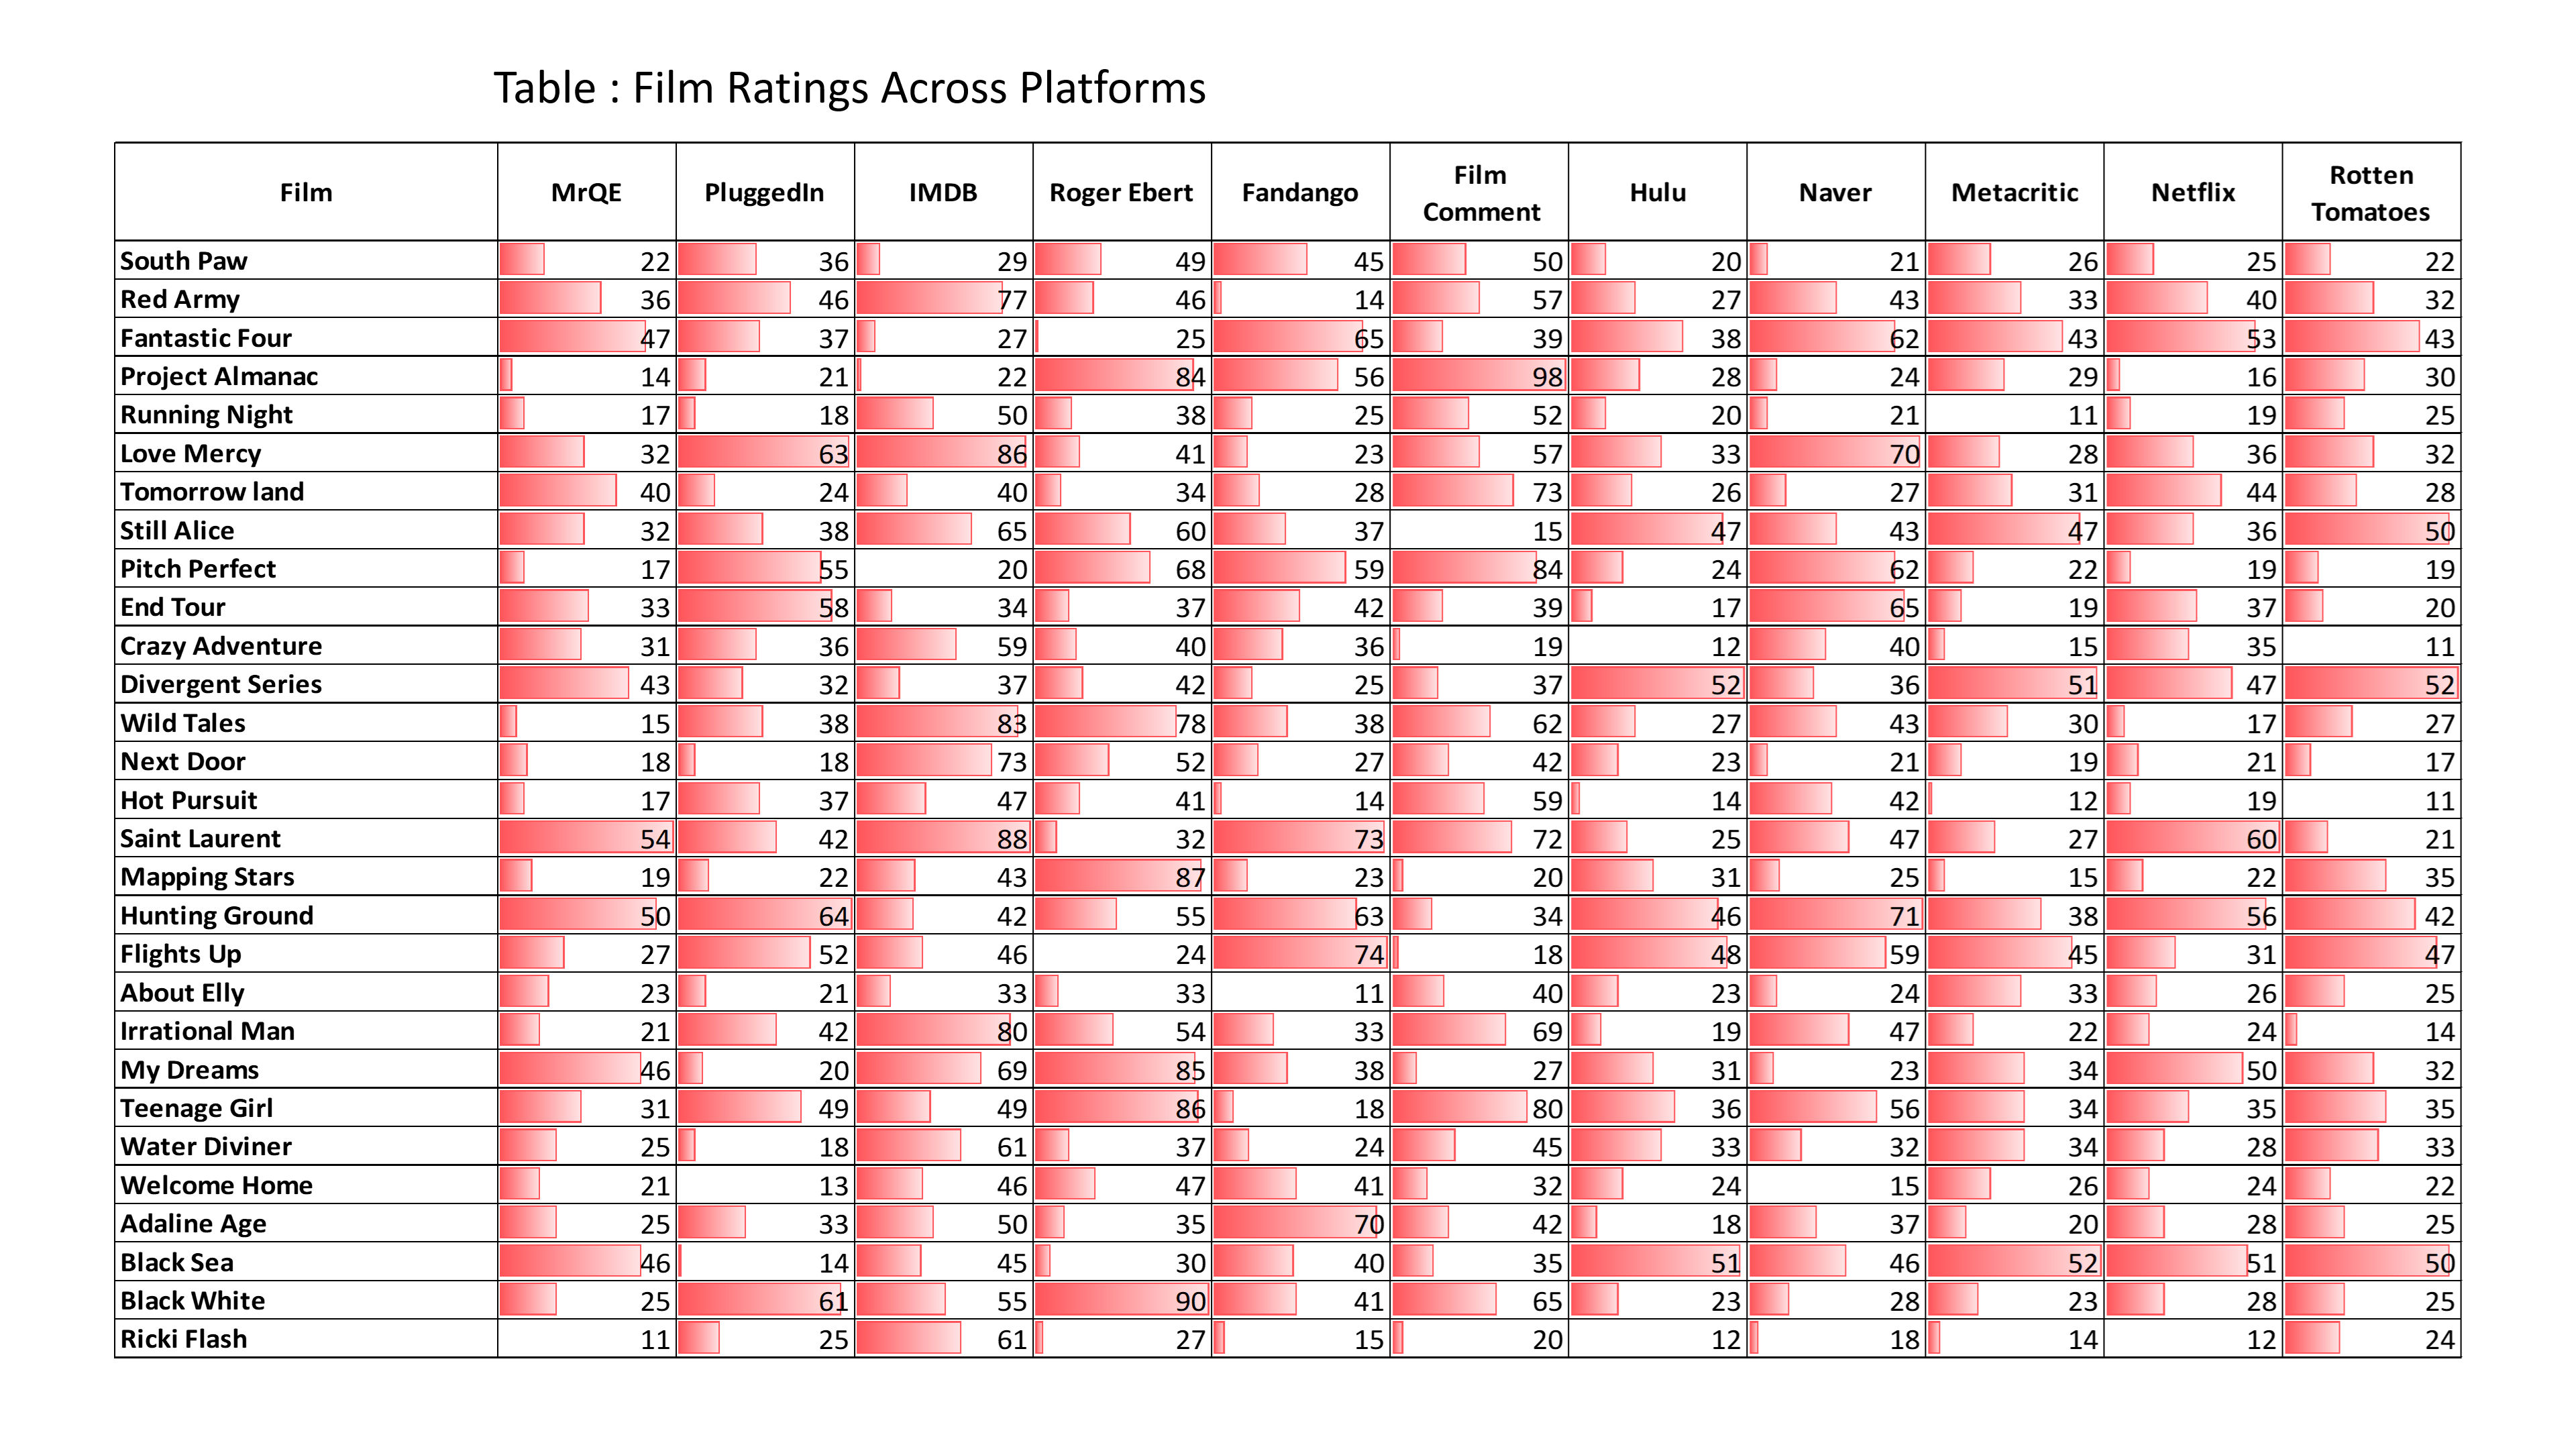 Table : Film Ratings Across Platforms
Film MrQE PluggedIn IMDB Roger Ebert Fandango Film Comment Hulu Naver Metacritic Netflix Rotten Tomatoes
South Paw 22 36 29 49 45 50 20 21 26 25 22
Red Army 36 46 77 46 14 57 27 43 33 40 32
Fantastic Four 47 37 27 25 65 39 38 62 43 53 43
Project Almanac 14 21 22 84 56 98 28 24 29 16 30
Running Night 17 18 50 38 25 52 20 21 11 19 25
Love Mercy 32 63 86 41 23 57 33 70 28 36 32
Tomorrow land 40 24 40 34 28 73 26 27 31 44 28
Still Alice 32 38 65 60 37 15 47 43 47 36 50
Pitch Perfect 17 55 20 68 59 84 24 62 22 19 19
End Tour 33 58 34 37 42 39 17 65 19 37 20
Crazy Adventure 31 36 59 40 36 19 12 40 15 35 11
Divergent Series 43 32 37 42 25 37 52 36 51 47 52
Wild Tales 15 38 83 78 38 62 27 43 30 17 27
Next Door 18 18 73 52 27 42 23 21 19 21 17
Hot Pursuit 17 37 47 41 14 59 14 42 12 19 11
Saint Laurent 54 42 88 32 73 72 25 47 27 60 21
Mapping Stars 19 22 43 87 23 20 31 25 15 22 35
Hunting Ground 50 64 42 55 63 34 46 71 38 56 42
Flights Up 27 52 46 24 74 18 48 59 45 31 47
About Elly 23 21 33 33 11 40 23 24 33 26 25
Irrational Man 21 42 80 54 33 69 19 47 22 24 14
My Dreams 46 20 69 85 38 27 31 23 34 50 32
Teenage Girl 31 49 49 86 18 80 36 56 34 35 35
Water Diviner 25 18 61 37 24 45 33 32 34 28 33
Welcome Home 21 13 46 47 41 32 24 15 26 24 22
Adaline Age 25 33 50 35 70 42 18 37 20 28 25
Black Sea 46 14 45 30 40 35 51 46 52 51 50
Black White 25 61 55 90 41 65 23 28 23 28 25
Ricki Flash 11 25 61 27 15 20 12 18 14 12 24